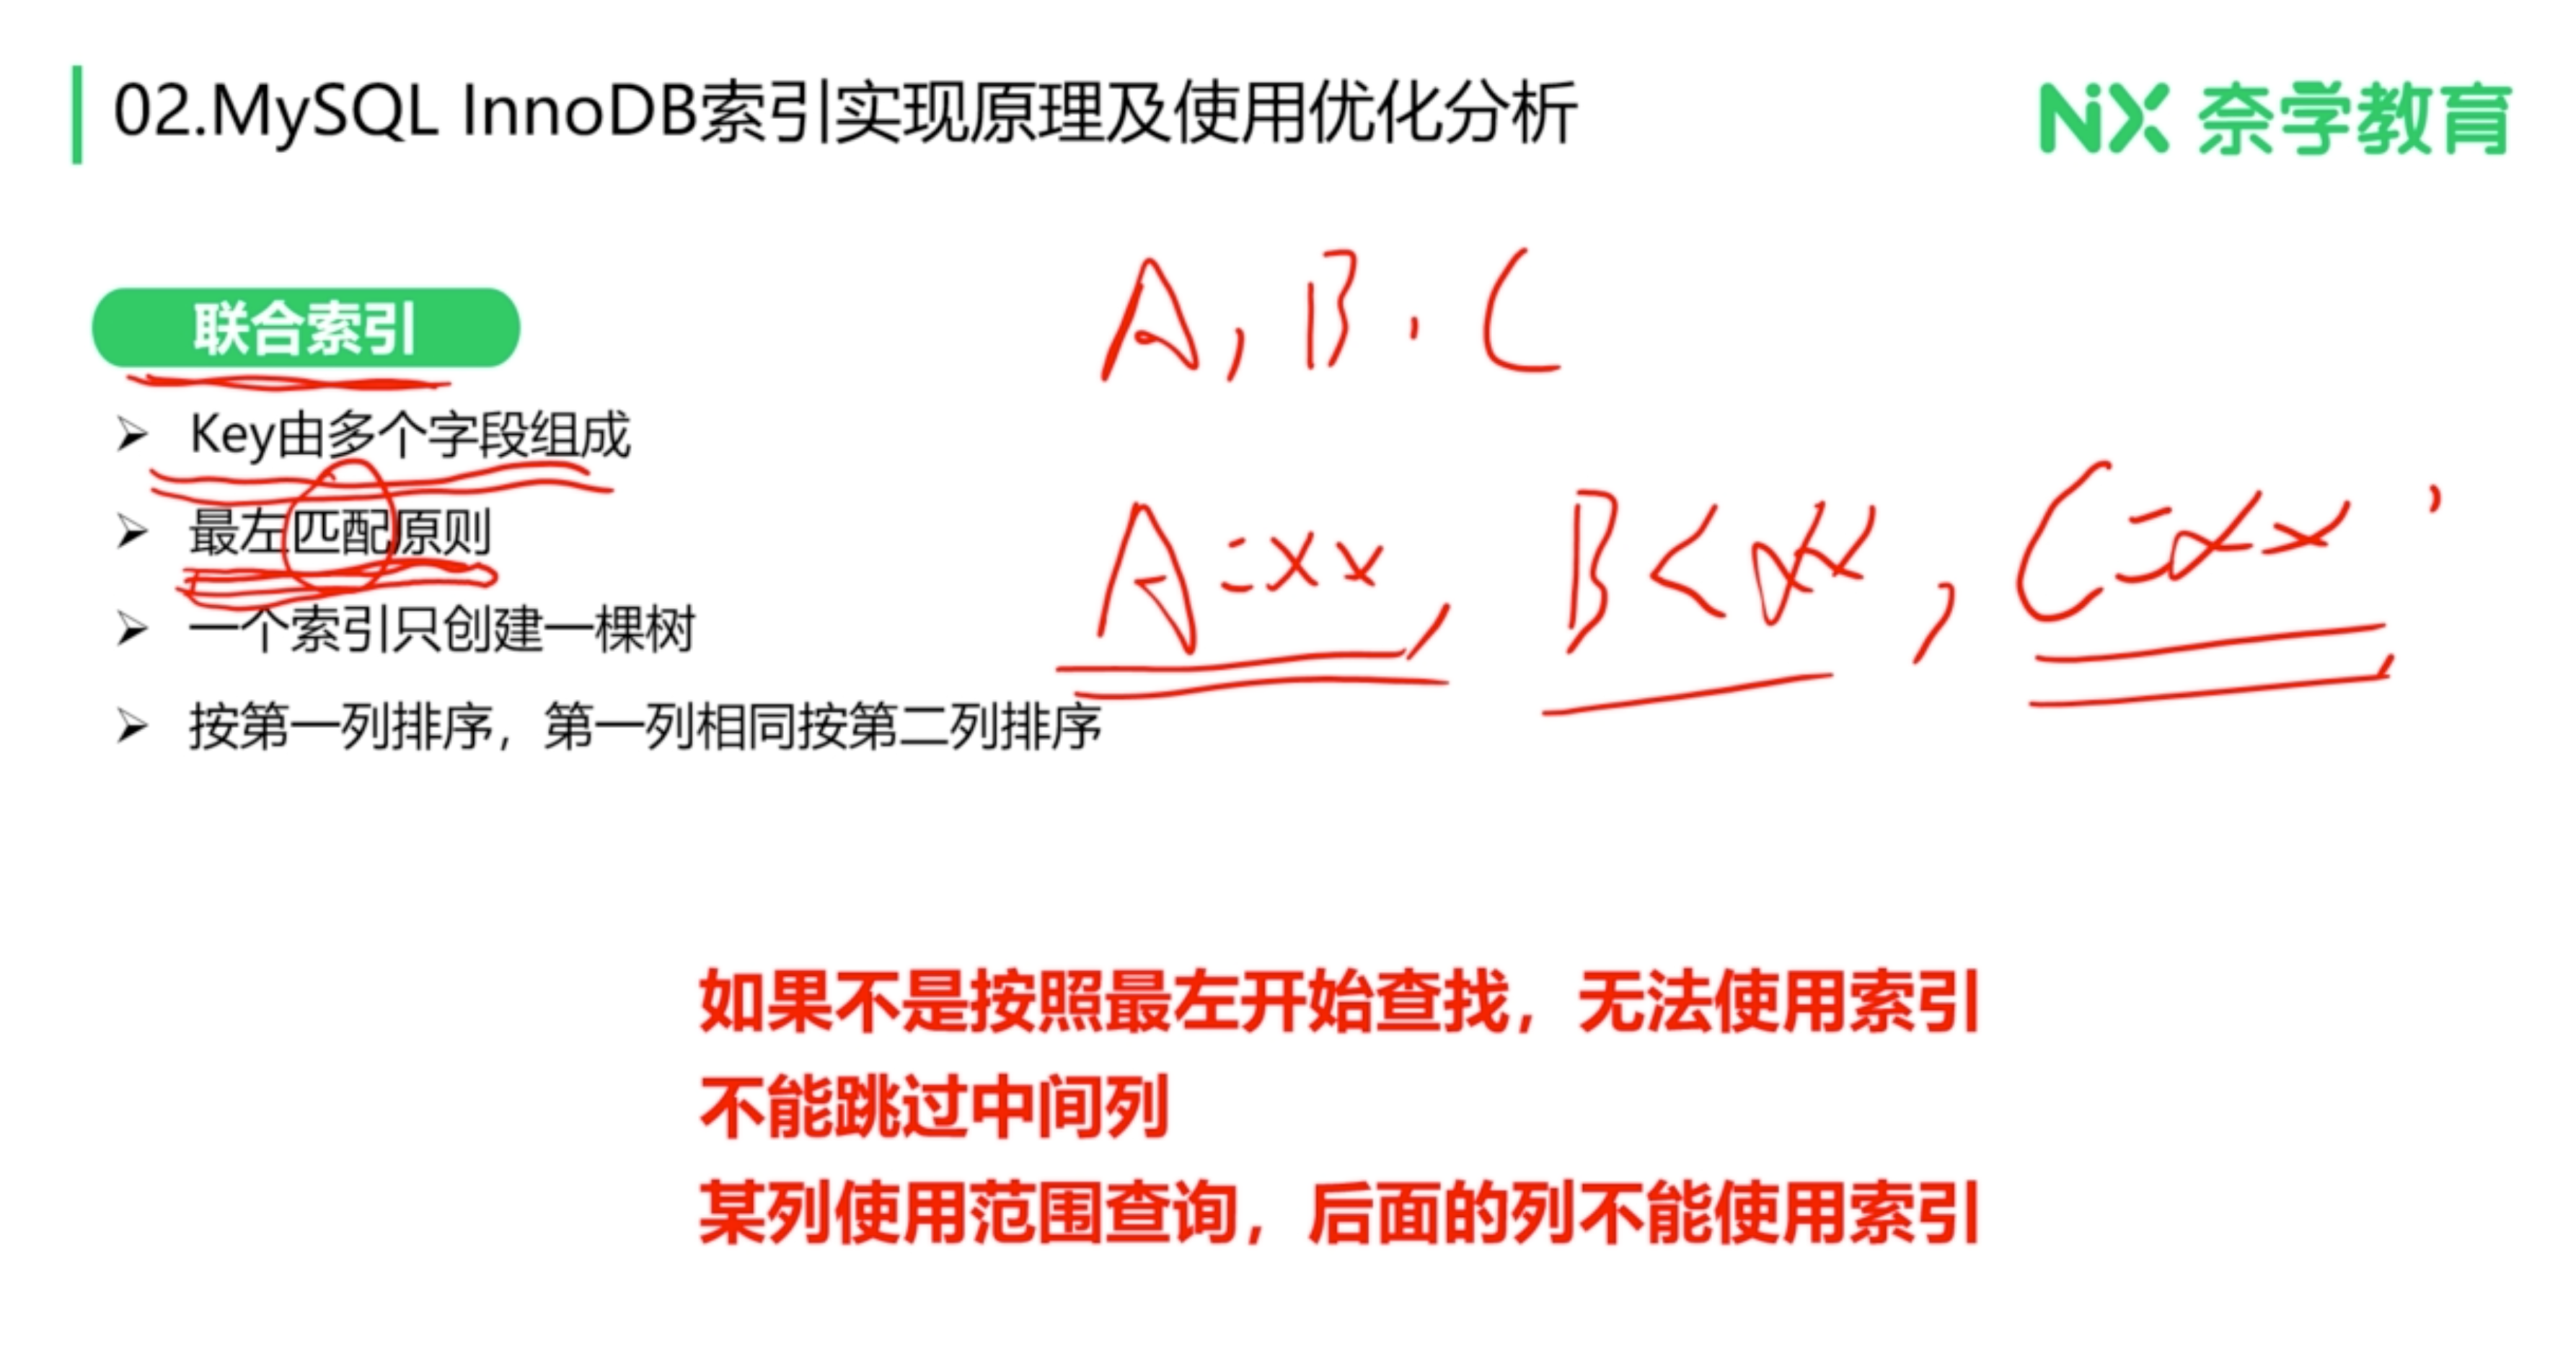 02.MySQL InnoDB索引实现原理及使用优化分析
NX 奈学教育
联合索引
A, B, C
Key由多个字段组成
最左匹配原则
A=xx, B<xx, C=xx,
一个索引只创建一棵树
按第一列排序，第一列相同按第二列排序
如果不是按照最左开始查找，无法使用索引
不能跳过中间列
某列使用范围查询，后面的列不能使用索引